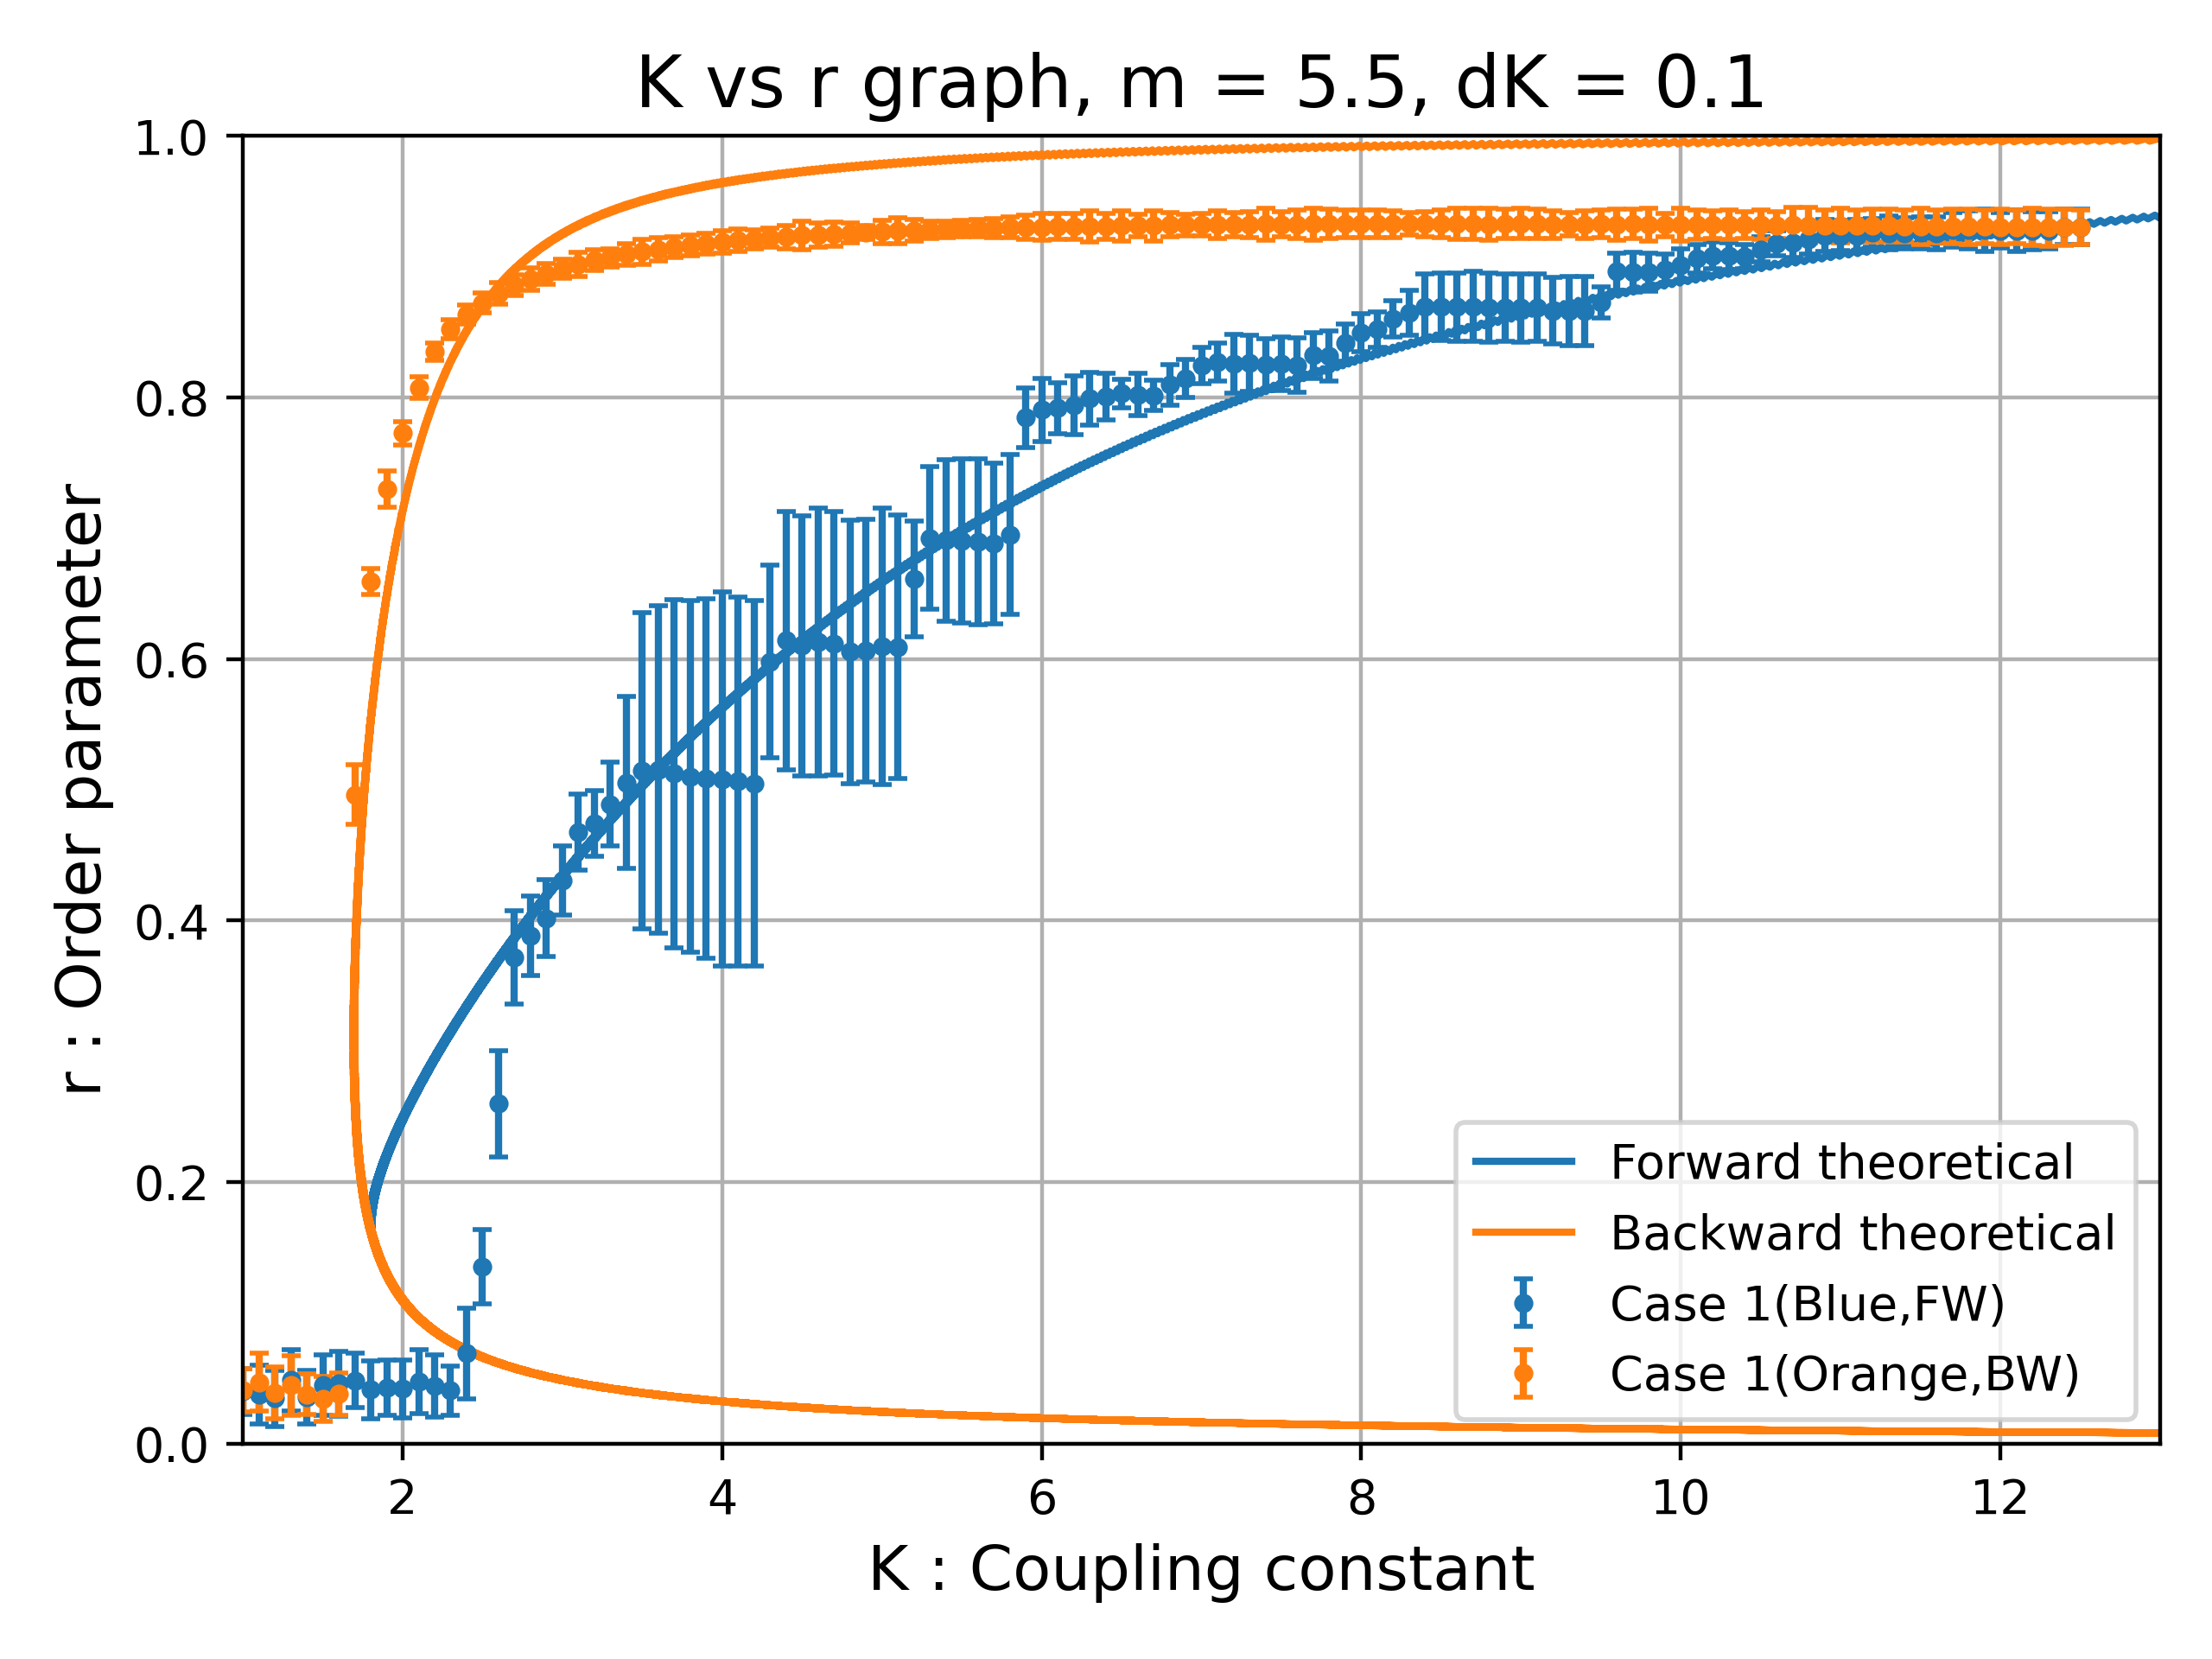 K vs r graph, m = 5.5, dK = 0.1
r : Order parameter
1.0
0.8
0.6
0.4
0.2
0.0
2 4 6 8 10 12
K : Coupling constant
Forward theoretical
Backward theoretical
Case 1(Blue,FW)
Case 1(Orange,BW)